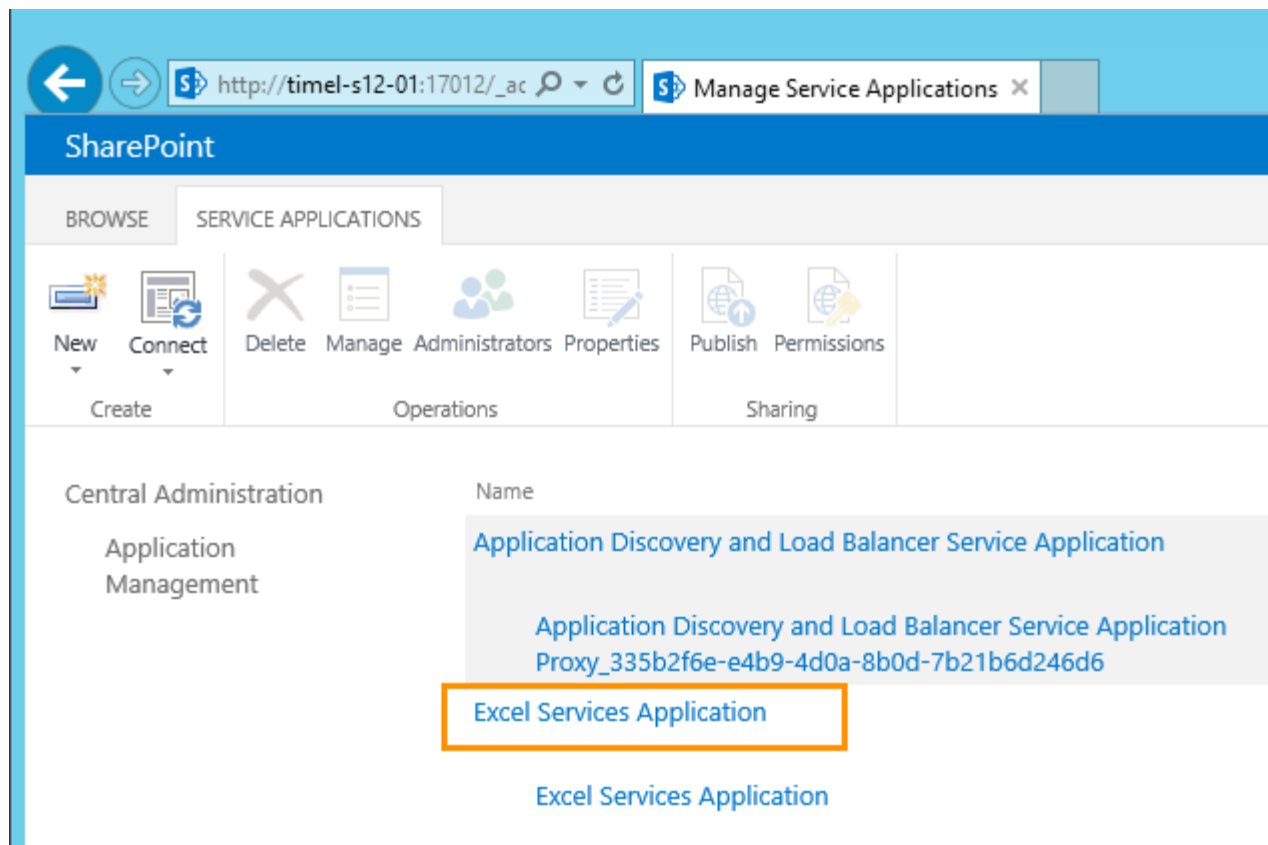 http://timel-s12-01:17012/_ac
Manage Service Applications
SharePoint
BROWSE SERVICE APPLICATIONS
New Connect Delete Manage Administrators Properties Publish Permissions
Create Operations Sharing
Central Administration
Application
Management
Name
Application Discovery and Load Balancer Service Application
Application Discovery and Load Balancer Service Application
Proxy_335b2f6e-e4b9-4d0a-8b0d-7b21b6d246d6
Excel Services Application
Excel Services Application